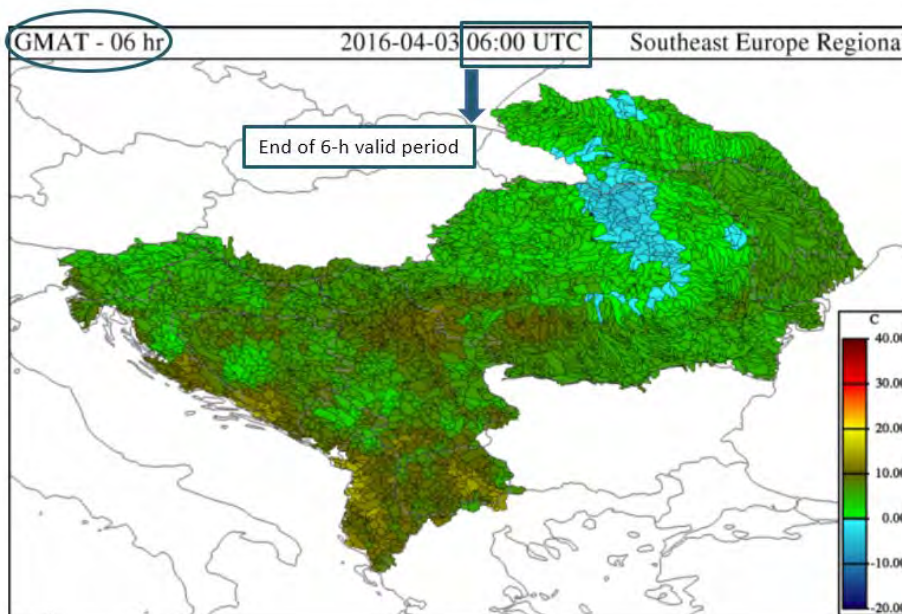 GMAT - 06 hr 2016-04-03 06:00 UTC Southeast Europe Regiona
End of 6-h valid period
C
40.00
30.00
20.00
10.00
0.00
-10.00
-20.00